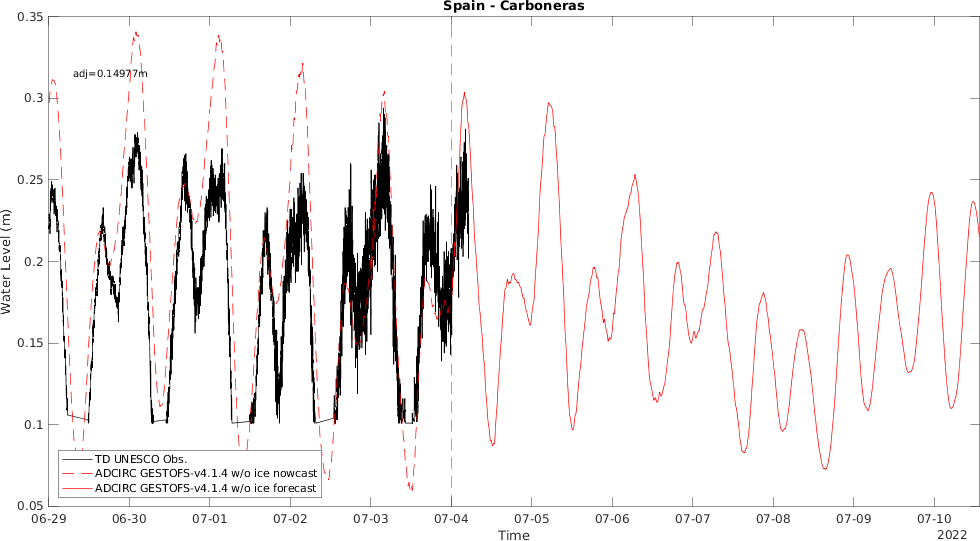 Spain - Carboneras
0.35
0.3
0.25
0.2
0.15
0.1
0.05
Water Level (m)
adj=0.14977m
TD UNESCO Obs.
ADCIRC GESTOFS-v4.1.4 w/o ice nowcast
ADCIRC GESTOFS-v4.1.4 w/o ice forecast
06-29 06-30 07-01 07-02 07-03 07-04 07-05 07-06 07-07 07-08 07-09 07-10
Time
2022